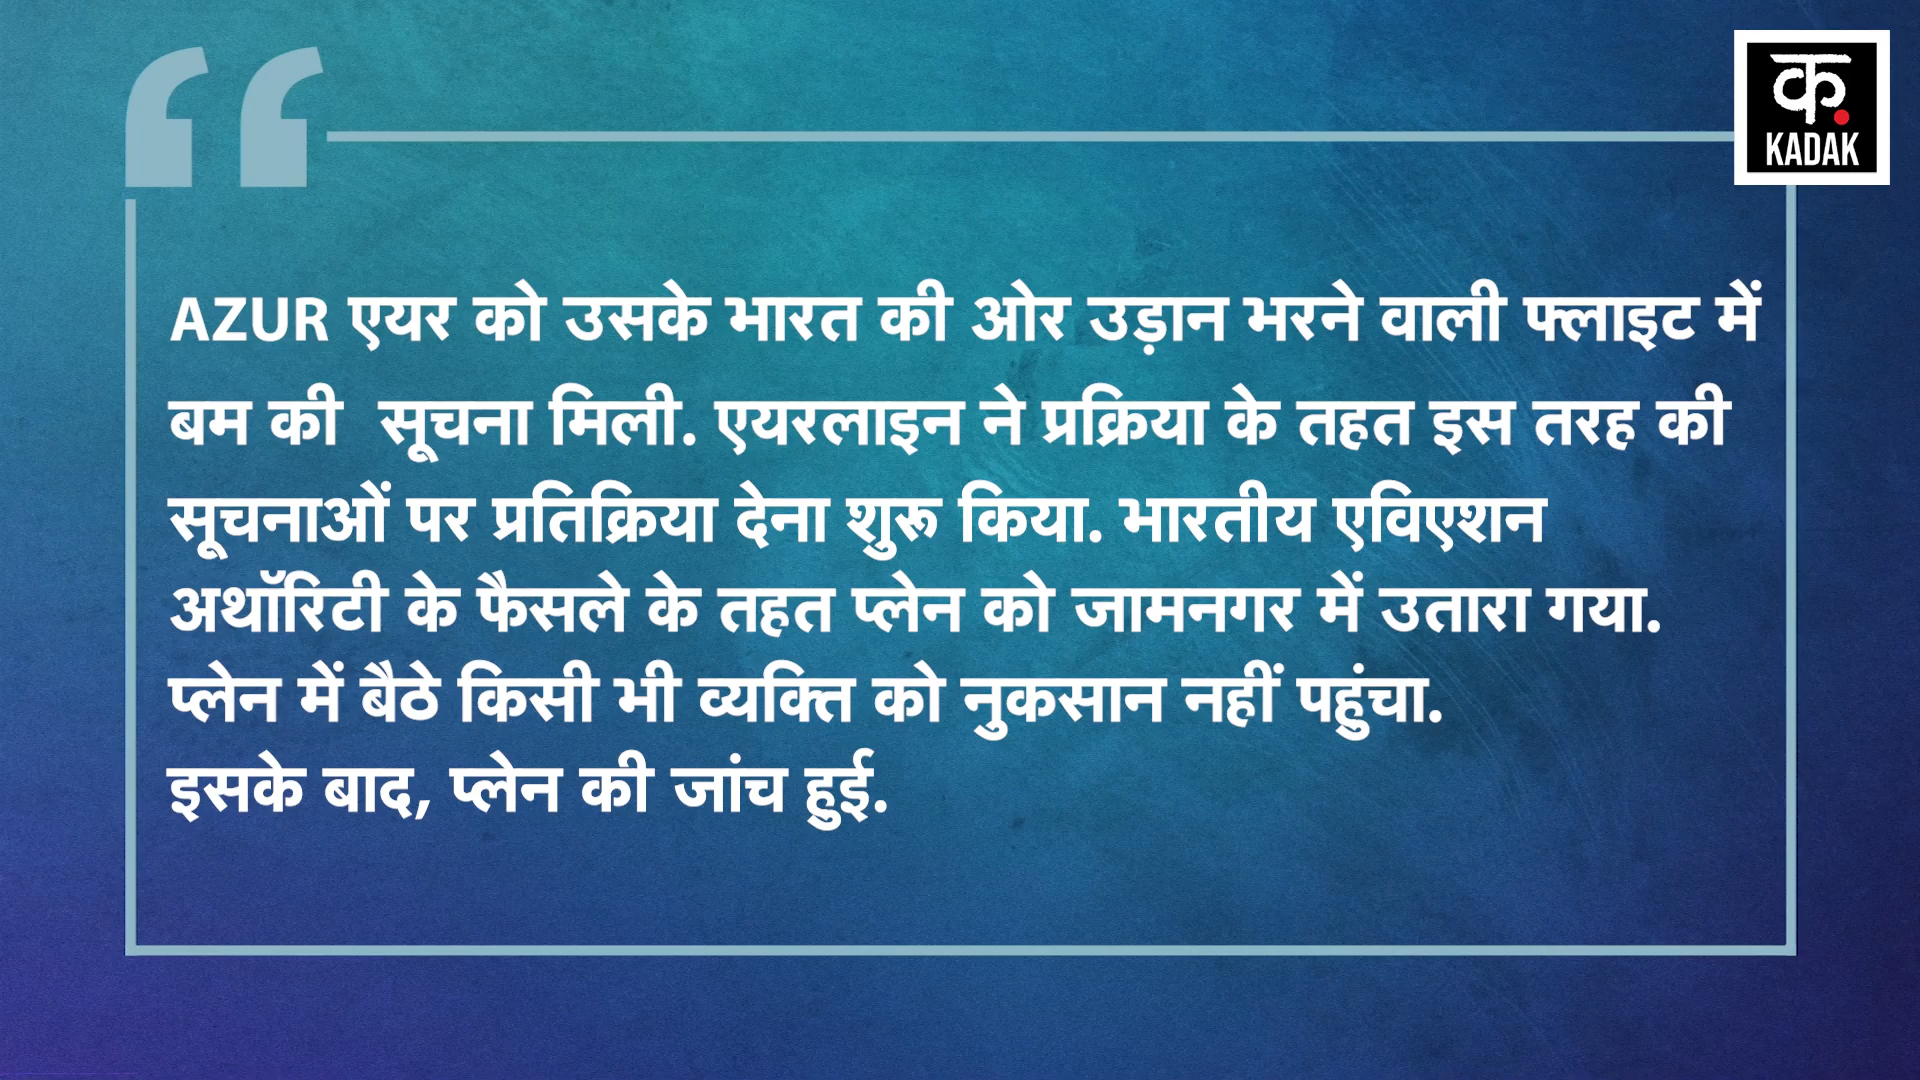 क.
KADAK
AZUR एयर को उसके भारत की ओर उड़ान भरने वाली फ्लाइट में
बम की सूचना मिली. एयरलाइन ने प्रक्रिया के तहत इस तरह की
सूचनाओं पर प्रतिक्रिया देना शुरू किया. भारतीय एविएशन
अथॉरिटी के फैसले के तहत प्लेन को जामनगर में उतारा गया.
प्लेन में बैठे किसी भी व्यक्ति को नुकसान नहीं पहुंचा.
इसके बाद, प्लेन की जांच हुई.